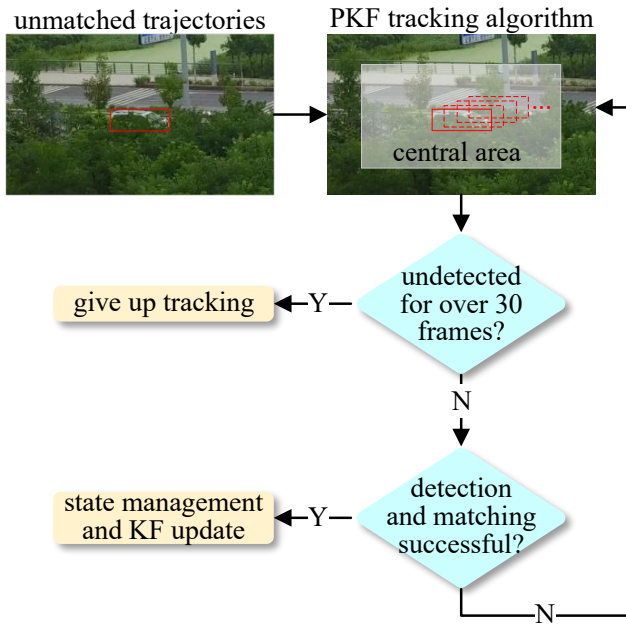 unmatched trajectories
PKF tracking algorithm
central area
undetected
for over 30
frames?
Y
give up tracking
N
detection
and matching
successful?
Y
state management
and KF update
N